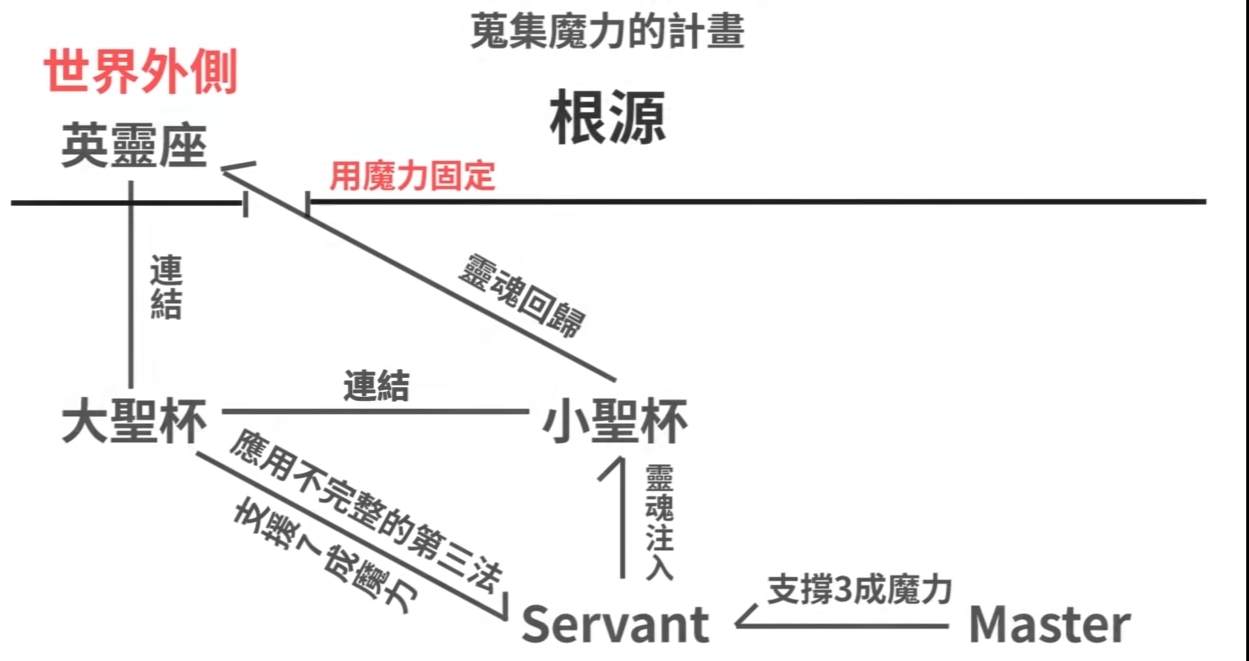 蒐集魔力的計畫
世界外側
根源
英靈座
用魔力固定
連結
靈魂回歸
連結
大聖杯
小聖杯
應用不完整的第三法
支援7成魔力
靈魂注入
支撐3成魔力
Servant
Master